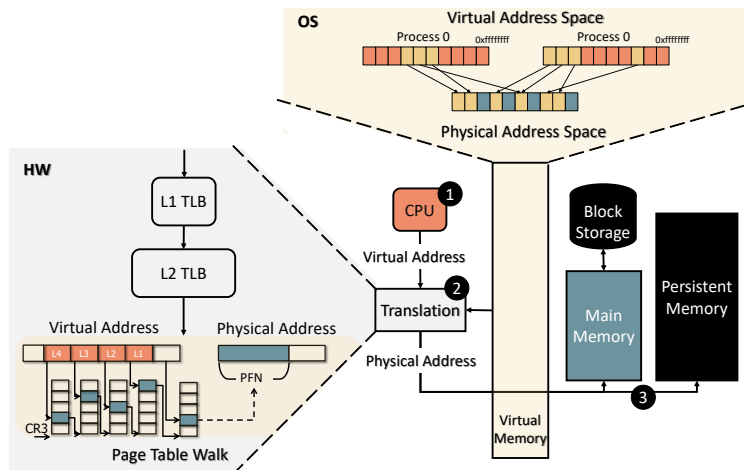 OS
Virtual Address Space
Process 0
0xffffffff
Process 0
0xffffffff
Physical Address Space
HW
L1 TLB
L2 TLB
Virtual Address
Physical Address
L4
L3
L2
L1
PFN
CR3
Page Table Walk
CPU
1
Virtual Address
2
Translation
Physical Address
Virtual
Memory
Block
Storage
Main
Memory
Persistent
Memory
3